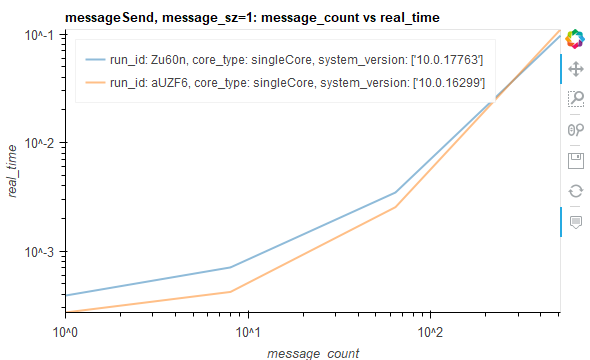 messageSend, message_sz=1: message_count vs real_time
run_id: Zu60n, core_type: singleCore, system_version: ['10.0.17763']
run_id: aUZF6, core_type: singleCore, system_version: ['10.0.16299']
real_time
10^-1
10^-2
10^-3
10^0
10^1
10^2
message_count